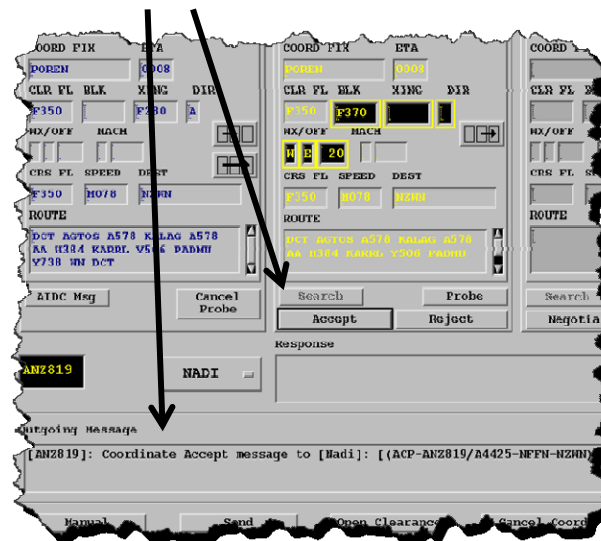 COORD FIX ETA
POREN 0008
CLR FL BLK XING DIR
F350 F280 A
WX/OFF MACH
CRS FL SPEED DEST
F350 M078 NZWN
ROUTE
DCT AGTOS A578 KALAG A578
AA H384 KARRL Y506 PADMU
Y738 WN DCT
AIDC Msg Cancel Probe
COORD FIX ETA
POREN 0008
CLR FL BLK XING DIR
F350 F370
WX/OFF MACH
W E 20
CRS FL SPEED DEST
F350 M078 NZWN
ROUTE
DCT AGTOS A578 KALAG A578
AA H384 KARRL Y506 PADMU
Search Probe
Accept Reject
COORD
CLR FL
WX/OFF
CRS FL
ROUTE
Search
Negotia
ANZ819 NADI
Response
Outgoing Message
[ANZ819]: Coordinate Accept message to [Nadi]: [(ACP-ANZ819/A4425-NFFN-NZWN)
Manual Send Open Clearance Cancel Coord